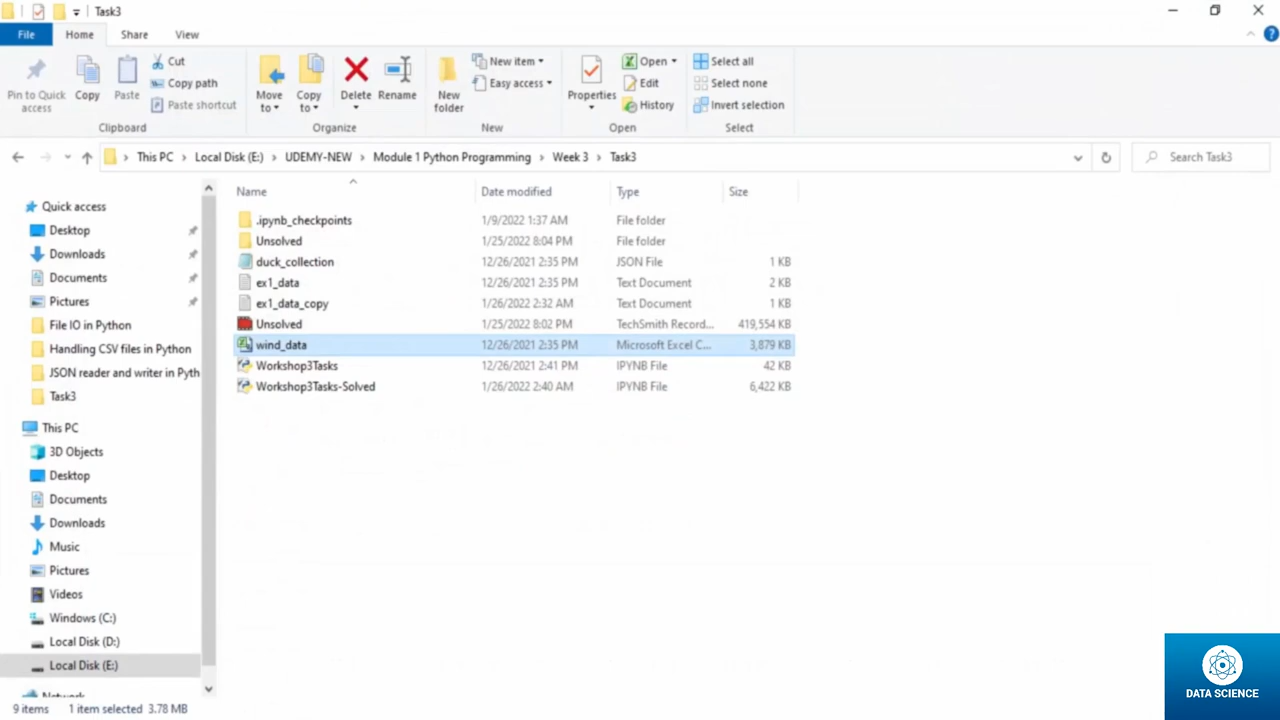 Task3
File Home Share View
Pin to Quick access
Copy
Paste
Cut
Copy path
Paste shortcut
Clipboard
Move to
Copy to
Delete
Rename
Organize
New folder
New item
Easy access
New
Properties
Open
Edit
History
Open
Select all
Select none
Invert selection
Select
This PC > Local Disk (E:) > UDEMY-NEW > Module 1 Python Programming > Week 3 > Task3
Search Task3
Name Date modified Type Size
.ipynb_checkpoints 1/9/2022 1:37 AM File folder
Unsolved 1/25/2022 8:04 PM File folder
duck_collection 12/26/2021 2:35 PM JSON File 1 KB
ex1_data 12/26/2021 2:35 PM Text Document 2 KB
ex1_data_copy 1/26/2022 2:32 AM Text Document 1 KB
Unsolved 1/25/2022 8:02 PM TechSmith Record... 419,554 KB
wind_data 12/26/2021 2:35 PM Microsoft Excel C... 3,879 KB
Workshop3Tasks 12/26/2021 2:41 PM IPYNB File 42 KB
Workshop3Tasks-Solved 1/26/2022 2:40 AM IPYNB File 6,422 KB
Quick access
Desktop
Downloads
Documents
Pictures
File IO in Python
Handling CSV files in Python
JSON reader and writer in Pyth
Task3
This PC
3D Objects
Desktop
Documents
Downloads
Music
Pictures
Videos
Windows (C:)
Local Disk (D:)
Local Disk (E:)
Network
9 items 1 item selected 3.78 MB
DATA SCIENCE